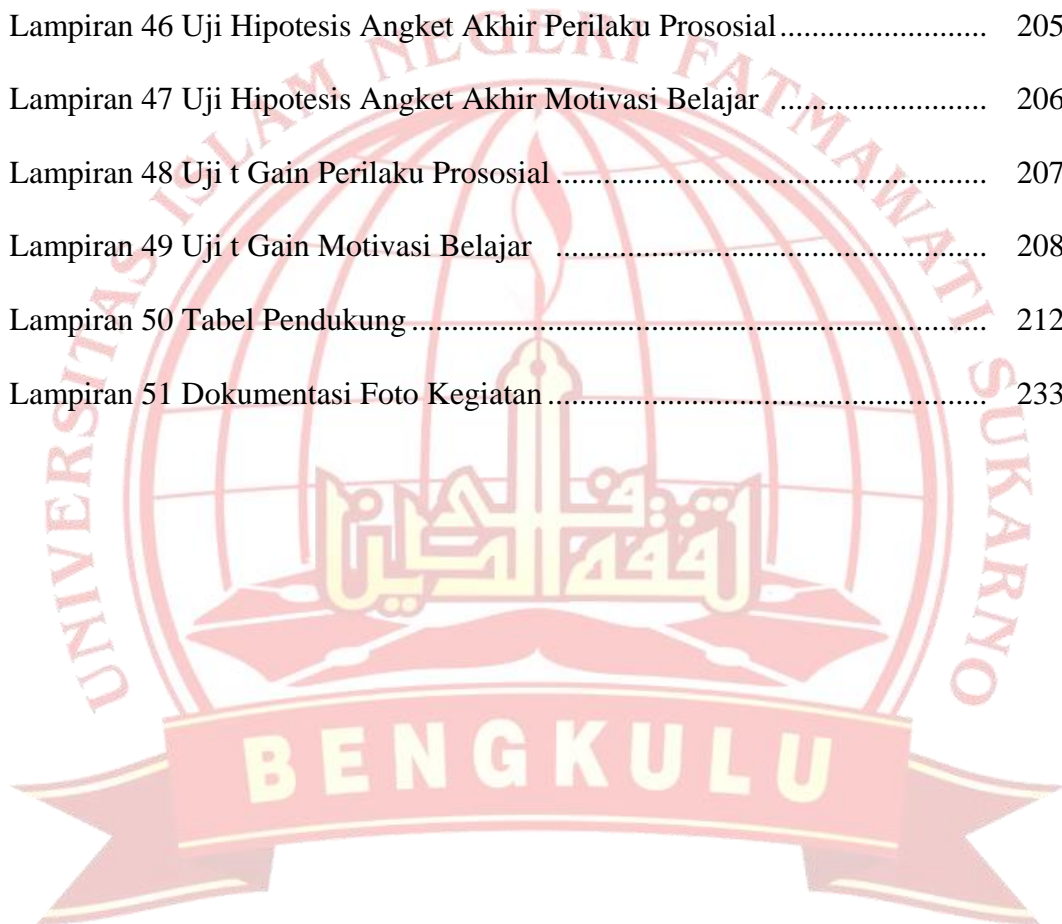 Lampiran 46 Uji Hipotesis Angket Akhir Perilaku Prososial.......................... 205
Lampiran 47 Uji Hipotesis Angket Akhir Motivasi Belajar .......................... 206
Lampiran 48 Uji t Gain Perilaku Prososial...................................................... 207
Lampiran 49 Uji t Gain Motivasi Belajar ...................................................... 208
Lampiran 50 Tabel Pendukung........................................................................ 212
Lampiran 51 Dokumentasi Foto Kegiatan....................................................... 233
UNIVERSITAS ISLAM NEGERI FATMAWATI SUKARNO
BENGKULU